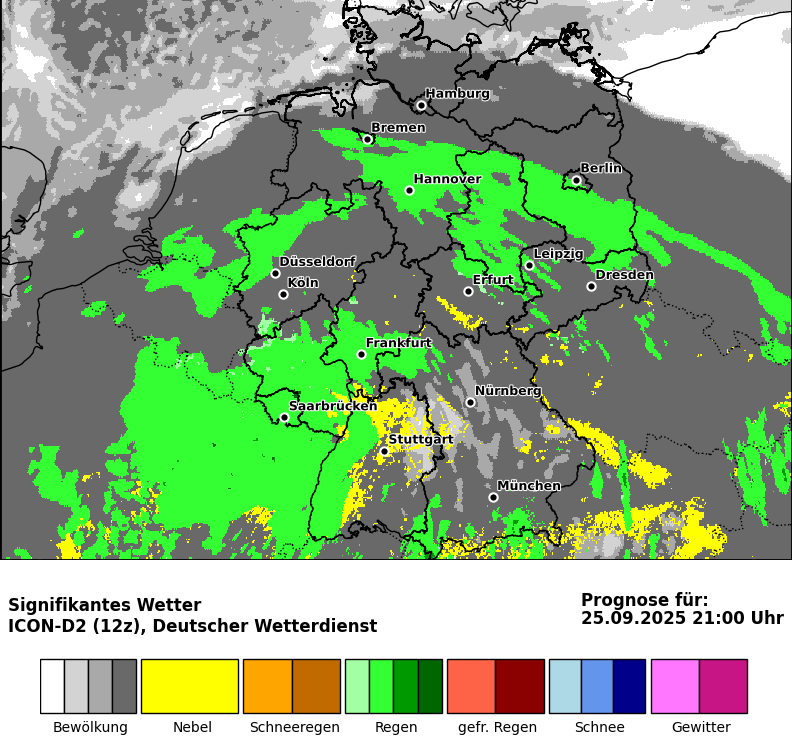 Hamburg
Bremen
Berlin
Hannover
Leipzig
Düsseldorf
Dresden
Köln
Erfurt
Frankfurt
Nürnberg
Saarbrücken
Stuttgart
München
Signifikantes Wetter
ICON-D2 (12z), Deutscher Wetterdienst
Prognose für:
25.09.2025 21:00 Uhr
Bewölkung Nebel Schneeregen Regen gefr. Regen Schnee Gewitter